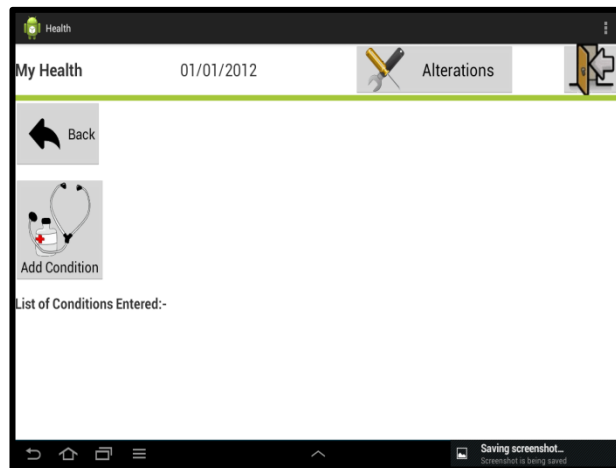 Health
My Health 01/01/2012 Alterations
Back
Add Condition
List of Conditions Entered:-
Saving screenshot...
Screenshot is being saved